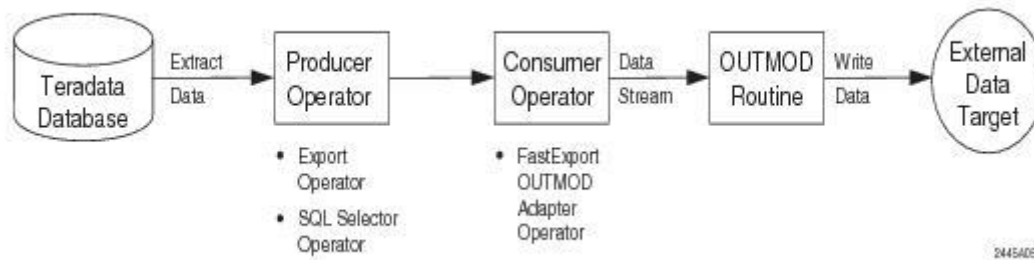 Teradata
Database
Extract
Data
Producer
Operator
Consumer
Operator
Data
Stream
OUTMOD
Routine
Write
Data
External
Data
Target
• Export
Operator
• SQL Selector
Operator
• FastExport
OUTMOD
Adapter
Operator